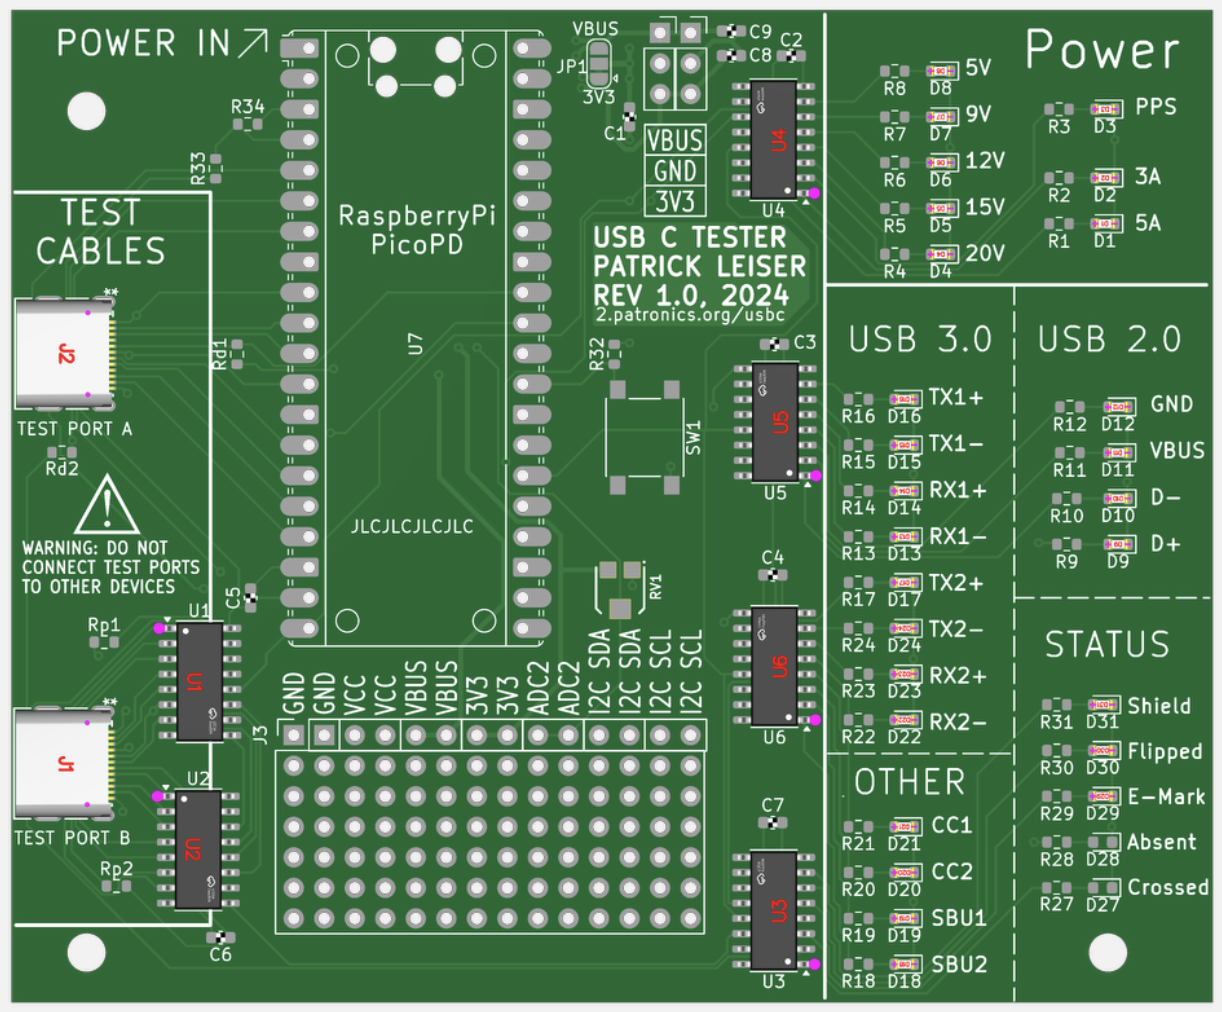 POWER IN
R34
R33
TEST
CABLES
**
J2
TEST PORT A
Rd1
Rd2
WARNING: DO NOT
CONNECT TEST PORTS
TO OTHER DEVICES
C5
U1
Rp1
U1
**
J1
TEST PORT B
U2
U2
Rp2
C6
RaspberryPi
PicoPD
U7
JLCJLCJLCJLC
VBUS
JP1
3V3
C1
C9
C8
C2
VBUS
GND
3V3
U4
U4
USB C TESTER
PATRICK LEISER
REV 1.0, 2024
2.patronics.org/usbc
R32
SW1
C3
U5
U5
RV1
C4
U6
U6
J3
GND
GND
VCC
VCC
VBUS
VBUS
3V3
3V3
ADC2
ADC2
I2C SDA
I2C SDA
I2C SCL
I2C SCL
C7
U3
U3
Power
R8 D8 5V
R7 D7 9V
R6 D6 12V
R5 D5 15V
R4 D4 20V
R3 D3 PPS
R2 D2 3A
R1 D1 5A
USB 3.0
R16 D16 TX1+
R15 D15 TX1-
R14 D14 RX1+
R13 D13 RX1-
R17 D17 TX2+
R24 D24 TX2-
R23 D23 RX2+
R22 D22 RX2-
USB 2.0
R12 D12 GND
R11 D11 VBUS
R10 D10 D-
R9 D9 D+
STATUS
R31 D31 Shield
R30 D30 Flipped
R29 D29 E-Mark
R28 D28 Absent
R27 D27 Crossed
OTHER
R21 D21 CC1
R20 D20 CC2
R19 D19 SBU1
R18 D18 SBU2